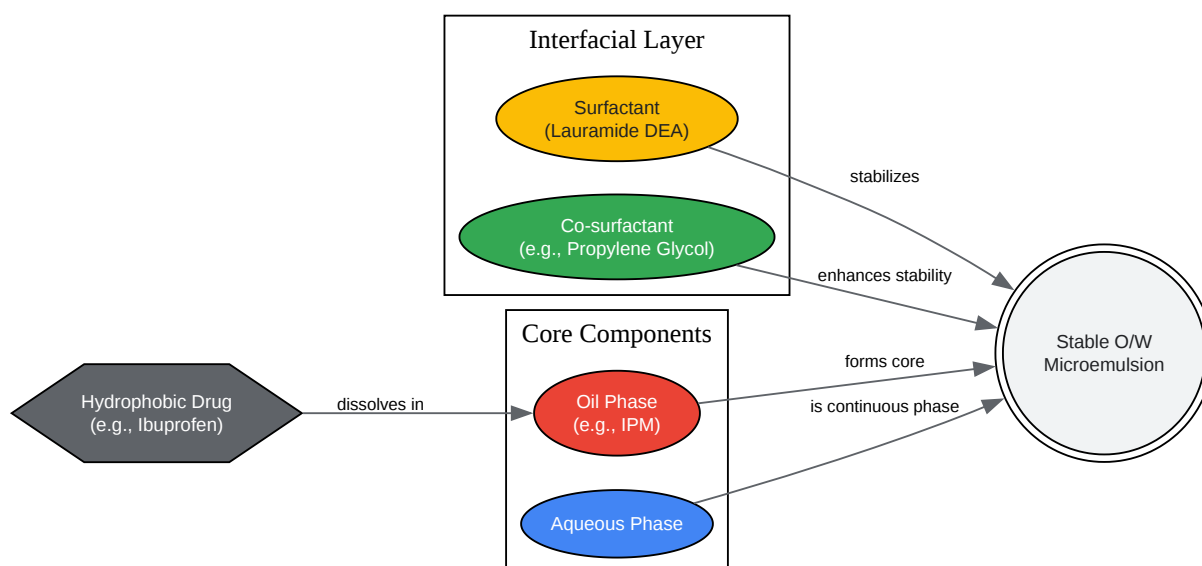 Interfacial Layer
Surfactant
(Lauramide DEA)
stabilizes
Co-surfactant
(e.g., Propylene Glycol)
enhances stability
Core Components
Stable O/W
Microemulsion
forms core
Hydrophobic Drug
(e.g., Ibuprofen)
dissolves in
Oil Phase
(e.g., IPM)
is continuous phase
Aqueous Phase